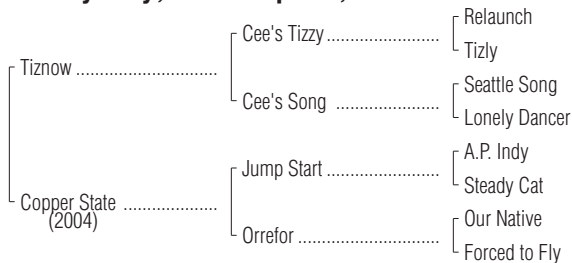 Relaunch
Cee's Tizzy
Tizly
Tiznow
Seattle Song
Cee's Song
Lonely Dancer
A.P. Indy
Jump Start
Steady Cat
Copper State
(2004)
Our Native
Orrefor
Forced to Fly